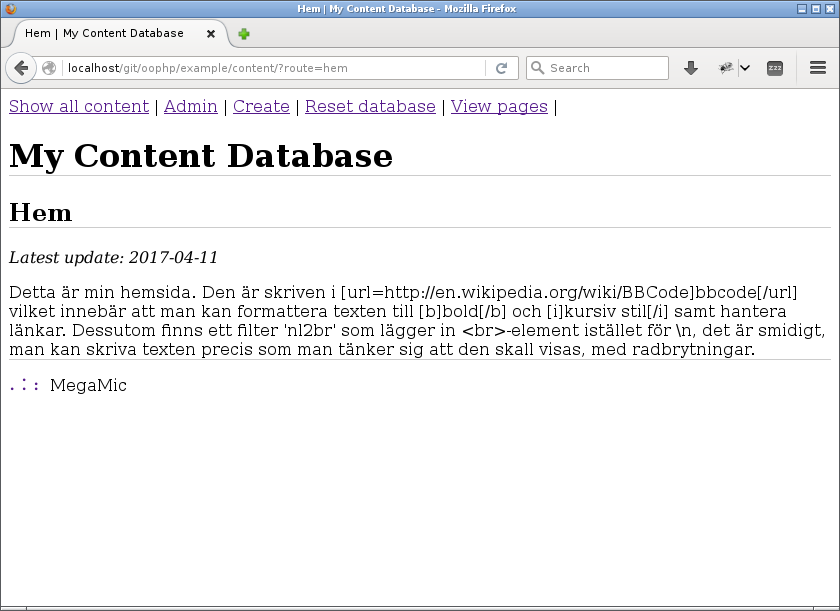 Hem | My Content Database - Mozilla Firefox
Hem | My Content Database
localhost/git/oophp/example/content/?route=hem
Search
zzz
Show all content | Admin | Create | Reset database | View pages |
My Content Database
Hem
Latest update: 2017-04-11
Detta är min hemsida. Den är skriven i [url=http://en.wikipedia.org/wiki/BBCode]bbcode[/url]
vilket innebär att man kan formattera texten till [b]bold[/b] och [i]kursiv stil[/i] samt hantera
länkar. Dessutom finns ett filter 'nl2br' som lägger in <br>-element istället för \n, det är smidigt,
man kan skriva texten precis som man tänker sig att den skall visas, med radbrytningar.
.:: MegaMic